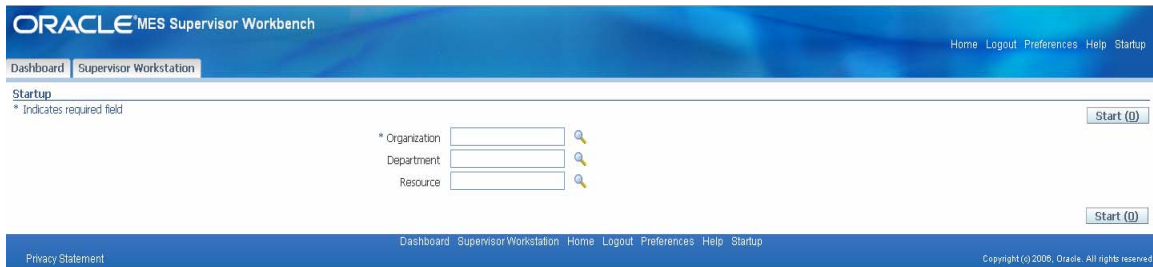 ORACLE MES Supervisor Workbench
Home Logout Preferences Help Startup
Dashboard Supervisor Workstation
Startup
* Indicates required field
Start (0)
* Organization
Department
Resource
Start (0)
Dashboard Supervisor Workstation Home Logout Preferences Help Startup
Privacy Statement
Copyright (c) 2006, Oracle. All rights reserved